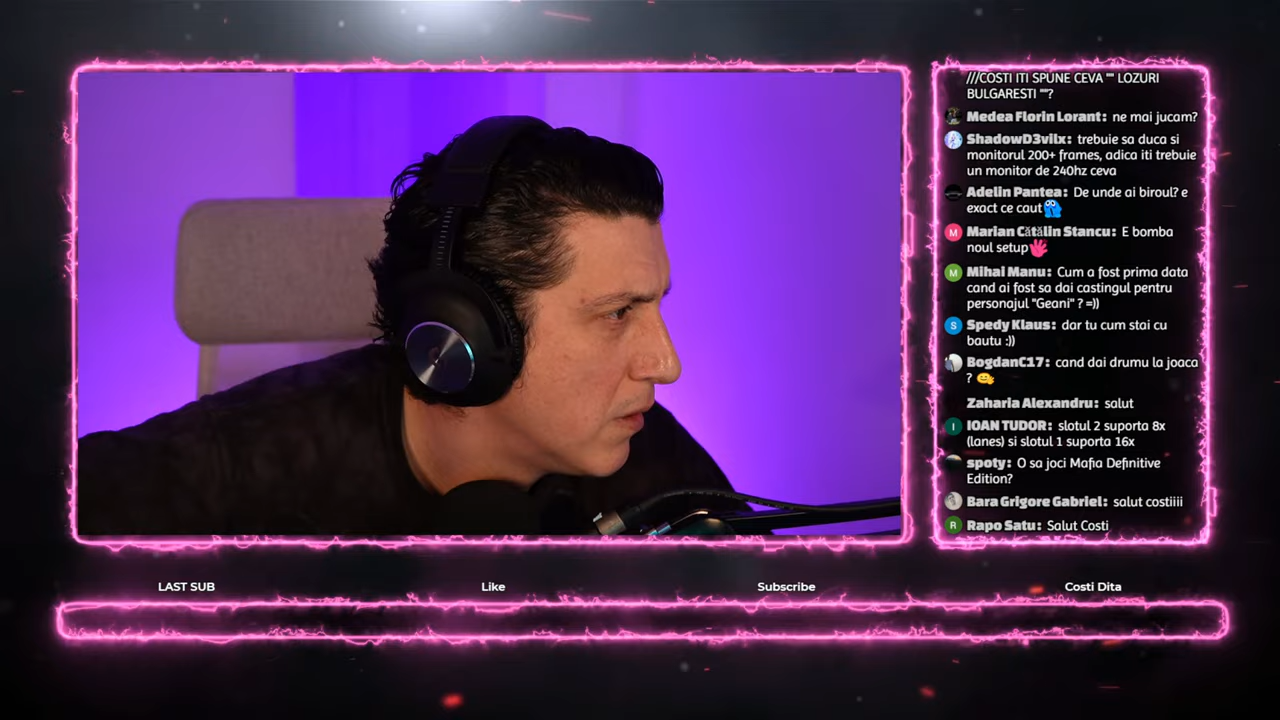 ///COSTI ITI SPUNE CEVA "" LOZURI
BULGARESTI ""?
Medea Florin Lorant: ne mai jucam?
ShadowD3vilx: trebuie sa duca si
monitorul 200+ frames, adica iti trebuie
un monitor de 240hz ceva
Adelin Pantea: De unde ai biroul? e
exact ce caut
M Marian Cătălin Stancu: E bomba
noul setup
M Mihai Manu: Cum a fost prima data
cand ai fost sa dai castingul pentru
personajul "Geani" ? =))
S Spedy Klaus: dar tu cum stai cu
bautu :))
BogdanC17: cand dai drumu la joaca
?
Zaharia Alexandru: salut
I IOAN TUDOR: slotul 2 suporta 8x
(lanes) si slotul 1 suporta 16x
spoty: O sa joci Mafia Definitive
Edition?
Bara Grigore Gabriel: salut costiiii
R Rapo Satu: Salut Costi
LAST SUB
Like
Subscribe
Costi Dita